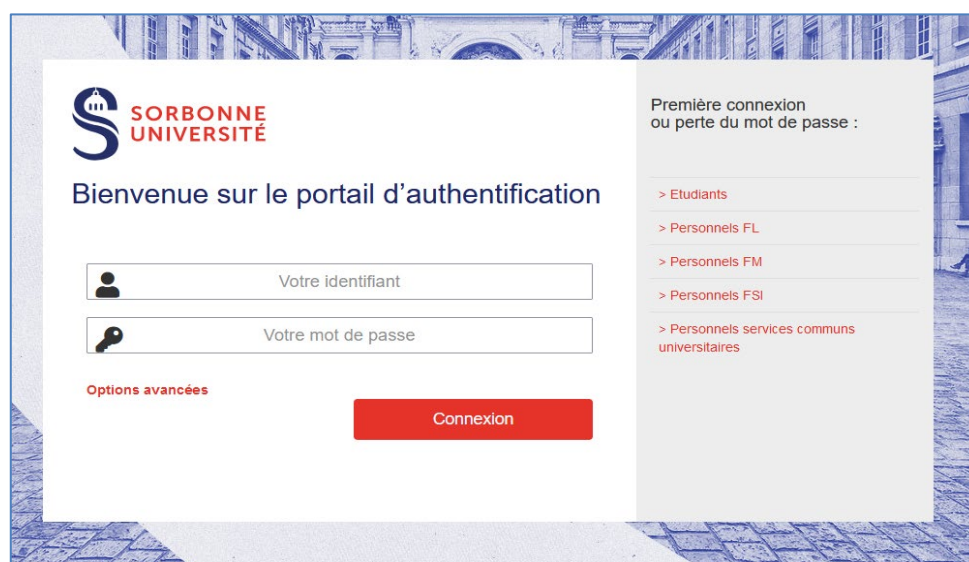 SORBONNE
UNIVERSITÉ
Bienvenue sur le portail d'authentification
Votre identifiant
Votre mot de passe
Options avancées
Connexion
Première connexion
ou perte du mot de passe :
> Etudiants
> Personnels FL
> Personnels FM
> Personnels FSI
> Personnels services communs
universitaires